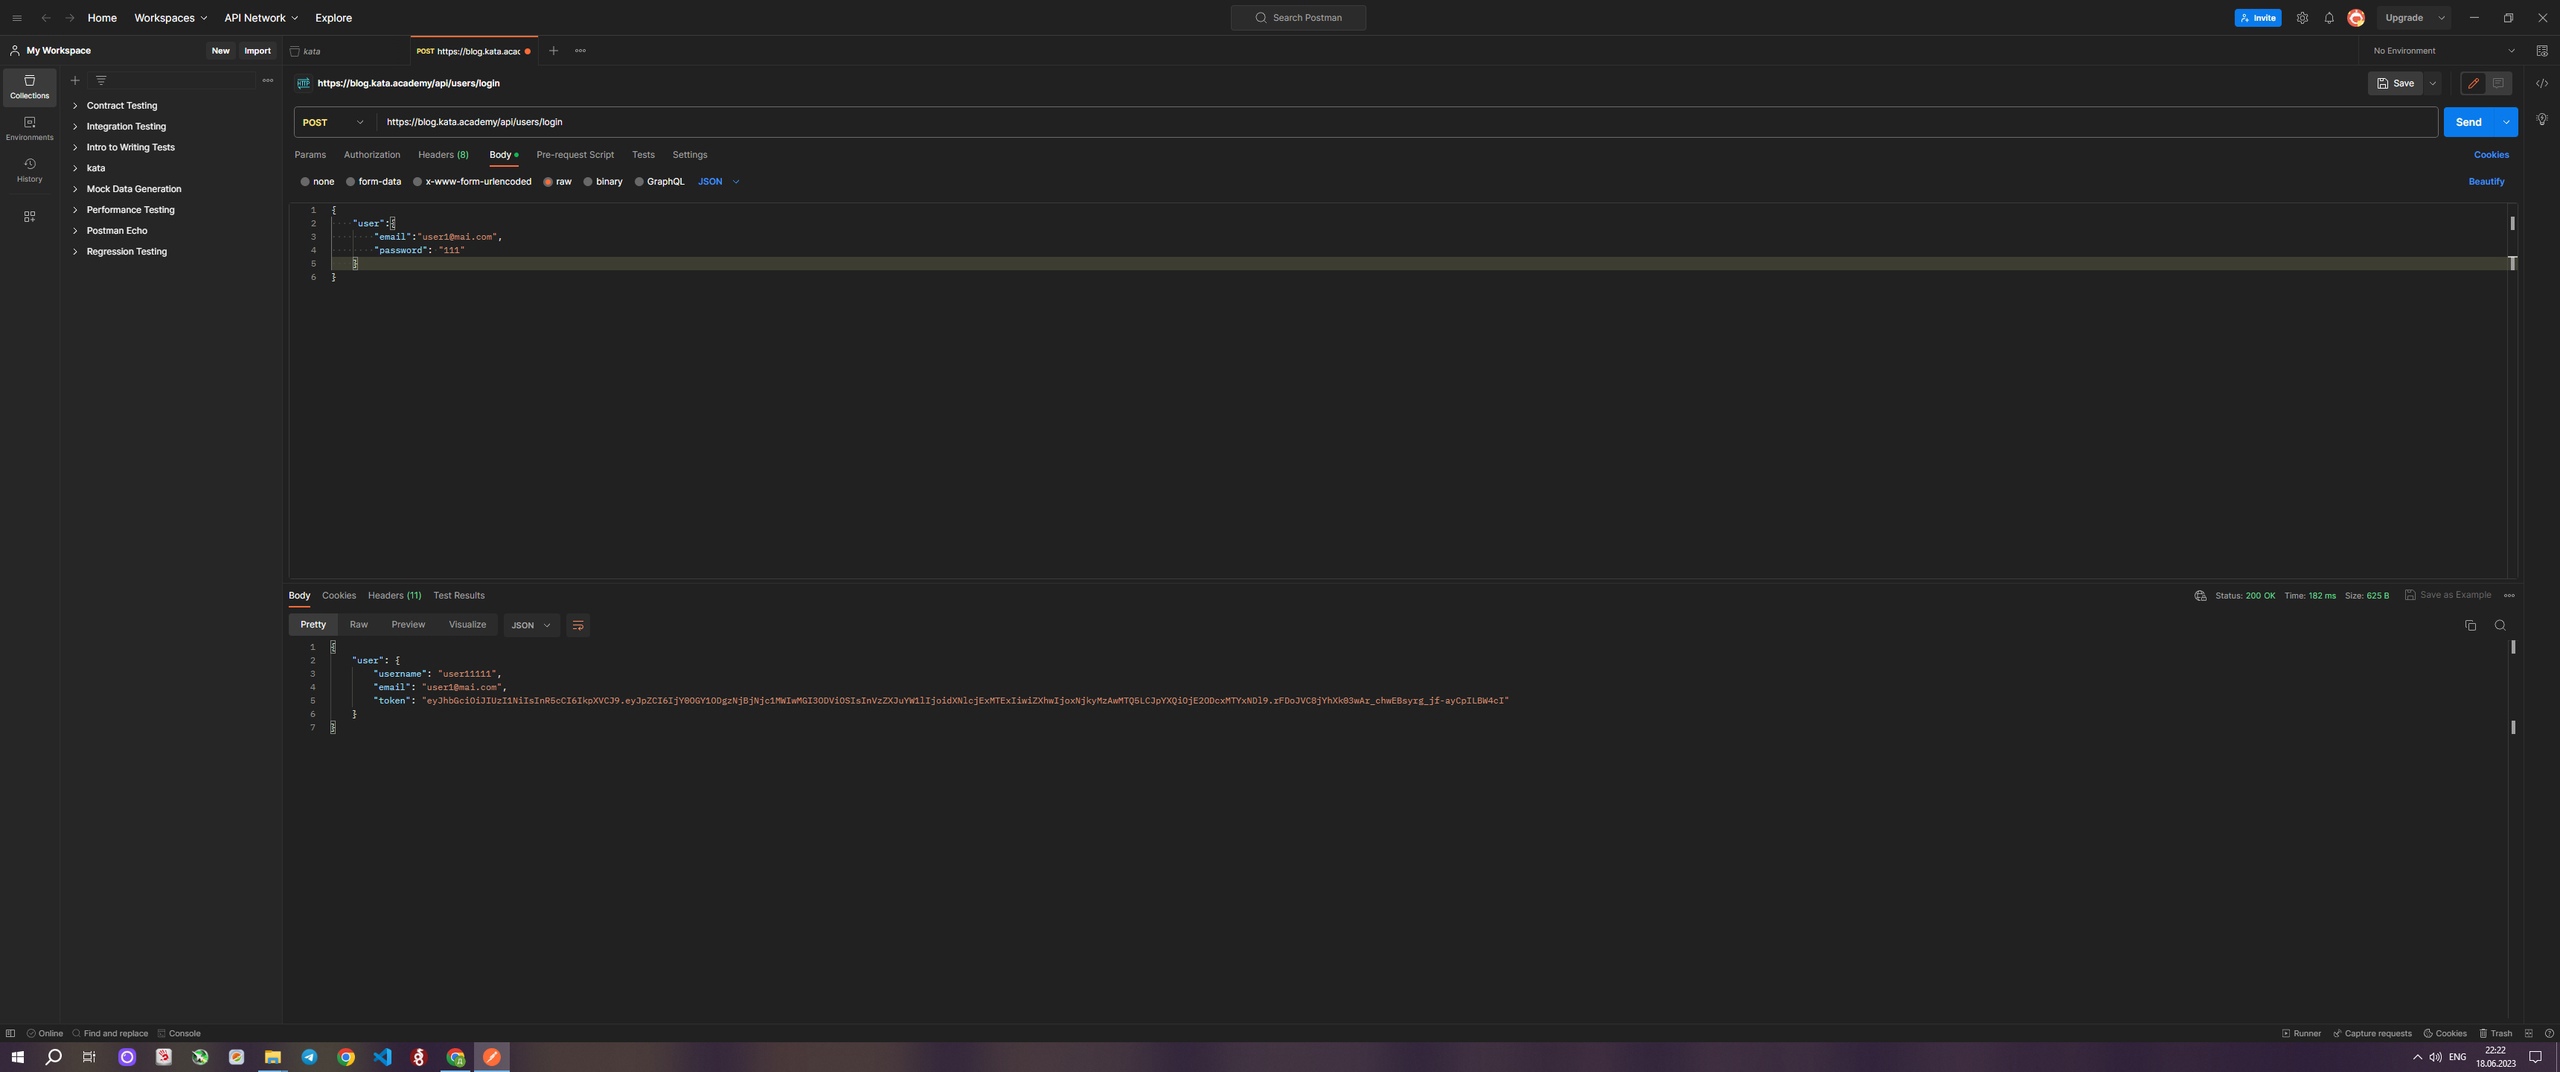 Home Workspaces API Network Explore Search Postman Invite Upgrade
My Workspace New Import kata POST https://blog.kata.acac No Environment
https://blog.kata.academy/api/users/login Save
POST https://blog.kata.academy/api/users/login Send
Params Authorization Headers (8) Body Pre-request Script Tests Settings Cookies
none form-data x-www-form-urlencoded raw binary GraphQL JSON Beautify
Collections
Environments
History
Contract Testing
Integration Testing
Intro to Writing Tests
kata
Mock Data Generation
Performance Testing
Postman Echo
Regression Testing
1 {
2 "user":{
3 "email":"user1@mai.com",
4 "password": "111"
5 }
6 }
Body Cookies Headers (11) Test Results Status: 200 OK Time: 182 ms Size: 625 B Save as Example
Pretty Raw Preview Visualize JSON
1 {
2 "user": {
3 "username": "user11111",
4 "email": "user1@mai.com",
5 "token":
6 }
7 }
Online Find and replace Console Runner Capture requests Cookies Trash
ENG 22:22
18.06.2023